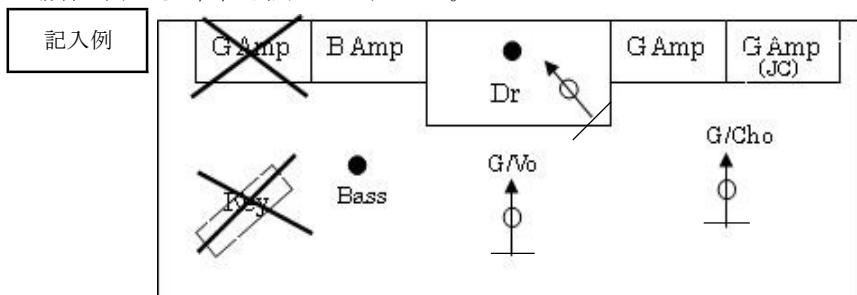 記入例
G Amp
B Amp
Dr
G Amp
G Amp
(JC)
Key
Bass
G/Vo
G/Cho